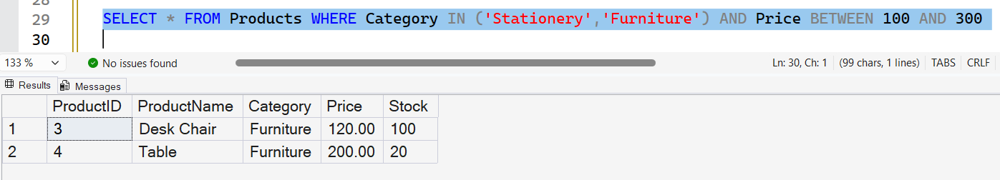 28
29 SELECT * FROM Products WHERE Category IN ('Stationery','Furniture') AND Price BETWEEN 100 AND 300
30
133 % No issues found Ln: 30, Ch: 1 (99 chars, 1 lines) TABS CRLF
Results Messages
ProductID ProductName Category Price Stock
1 3 Desk Chair Furniture 120.00 100
2 4 Table Furniture 200.00 20